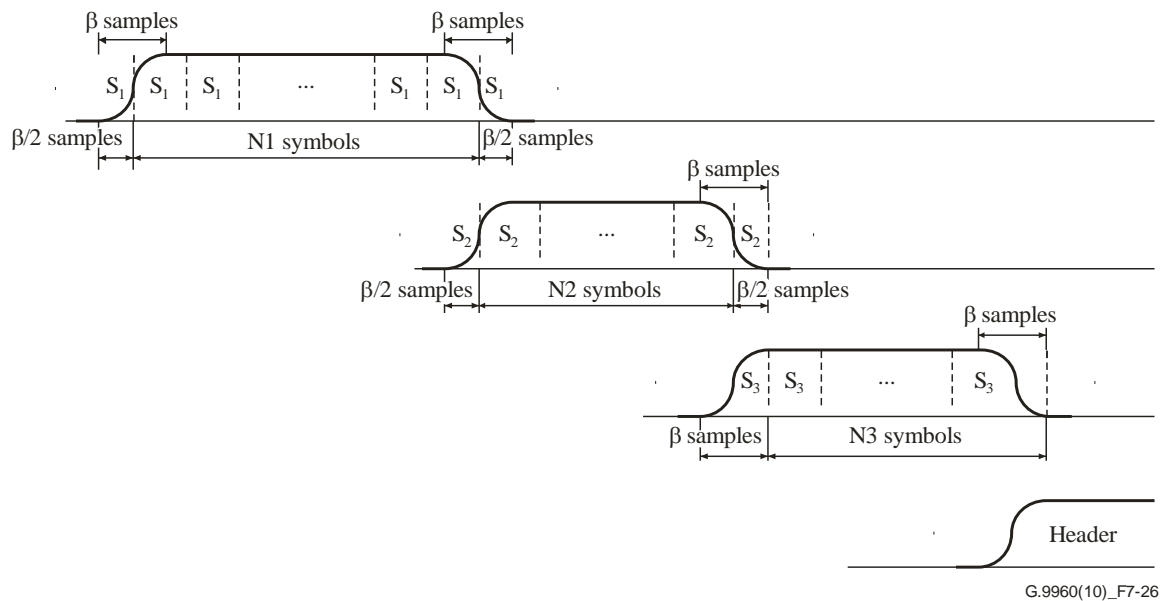 β samples β samples
S₁ S₁ S₁ ... S₁ S₁ S₁
β/2 samples N1 symbols β/2 samples
β samples
S₂ S₂ ... S₂ S₂
β/2 samples N2 symbols β/2 samples
β samples
S₃ S₃ ... S₃
β samples N3 symbols
Header
G.9960(10)_F7-26